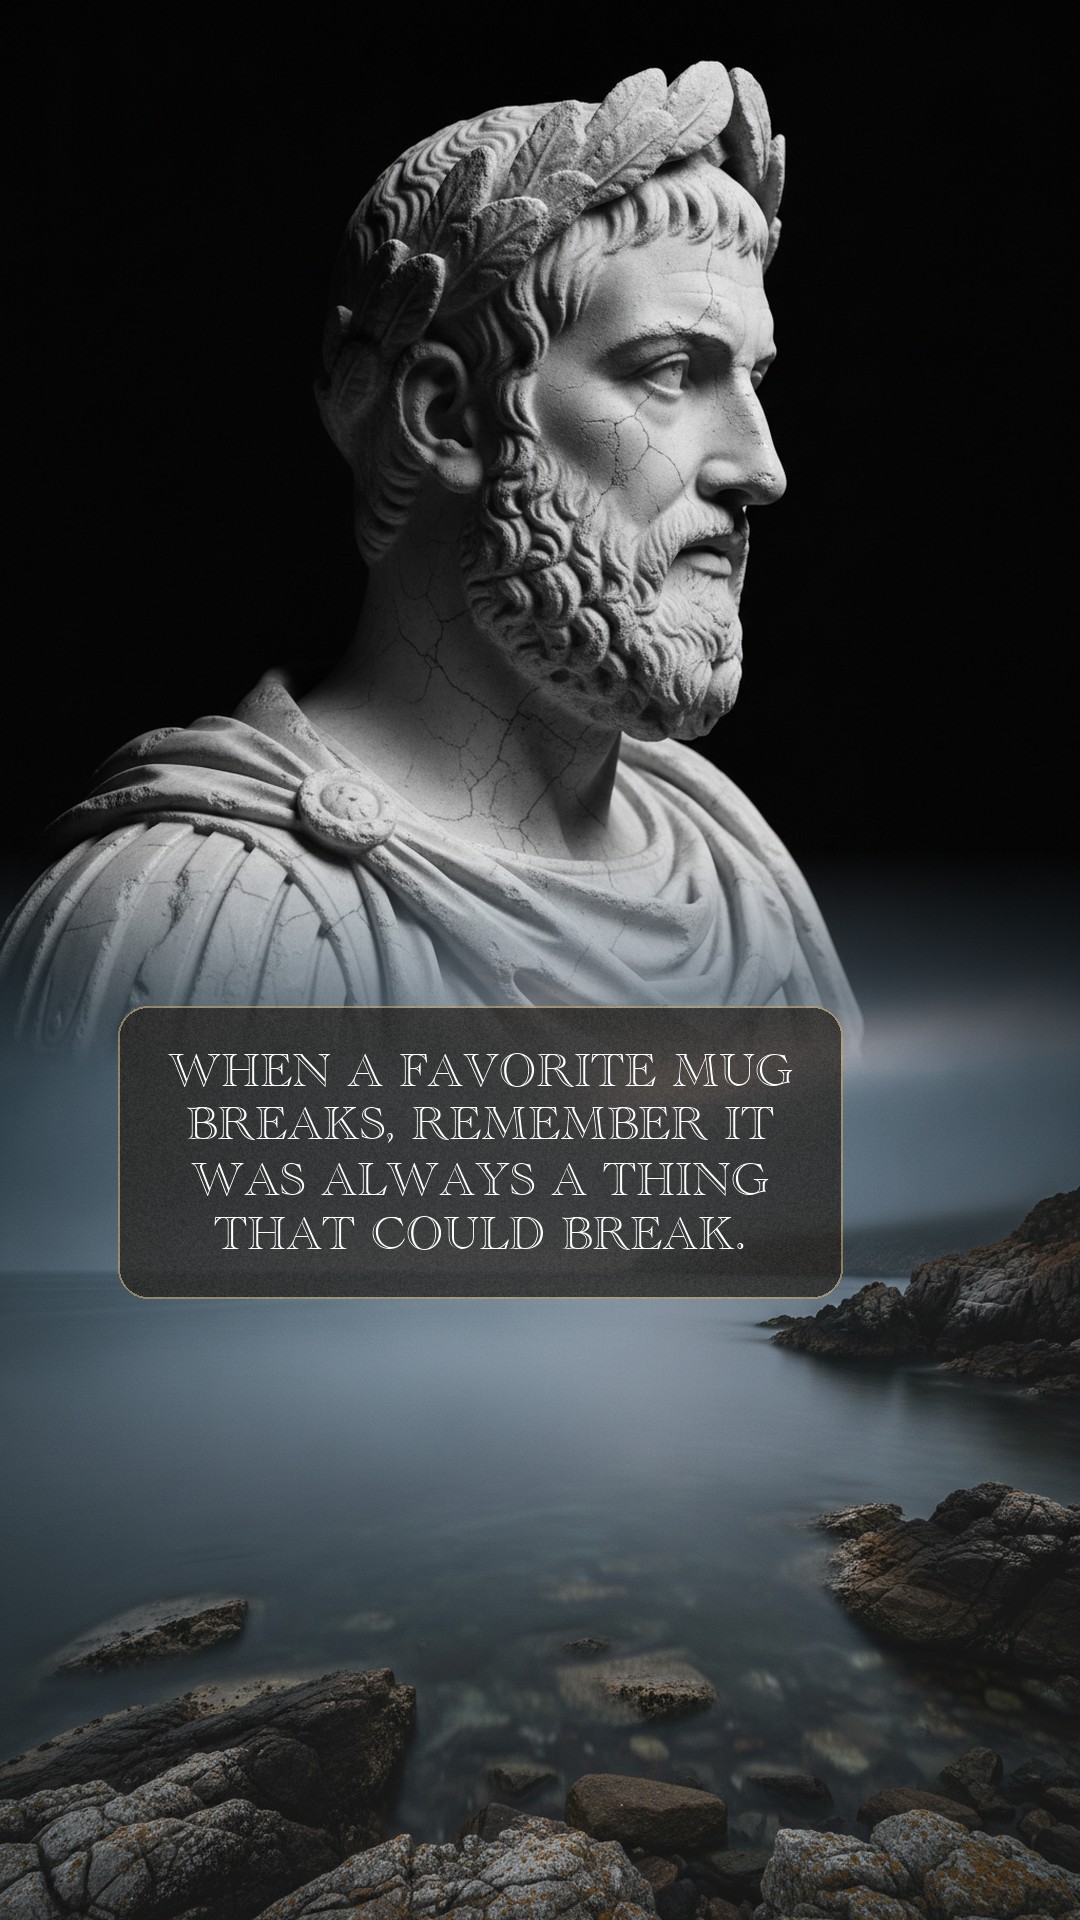 WHEN A FAVORITE MUG
BREAKS, REMEMBER IT
WAS ALWAYS A THING
THAT COULD BREAK.